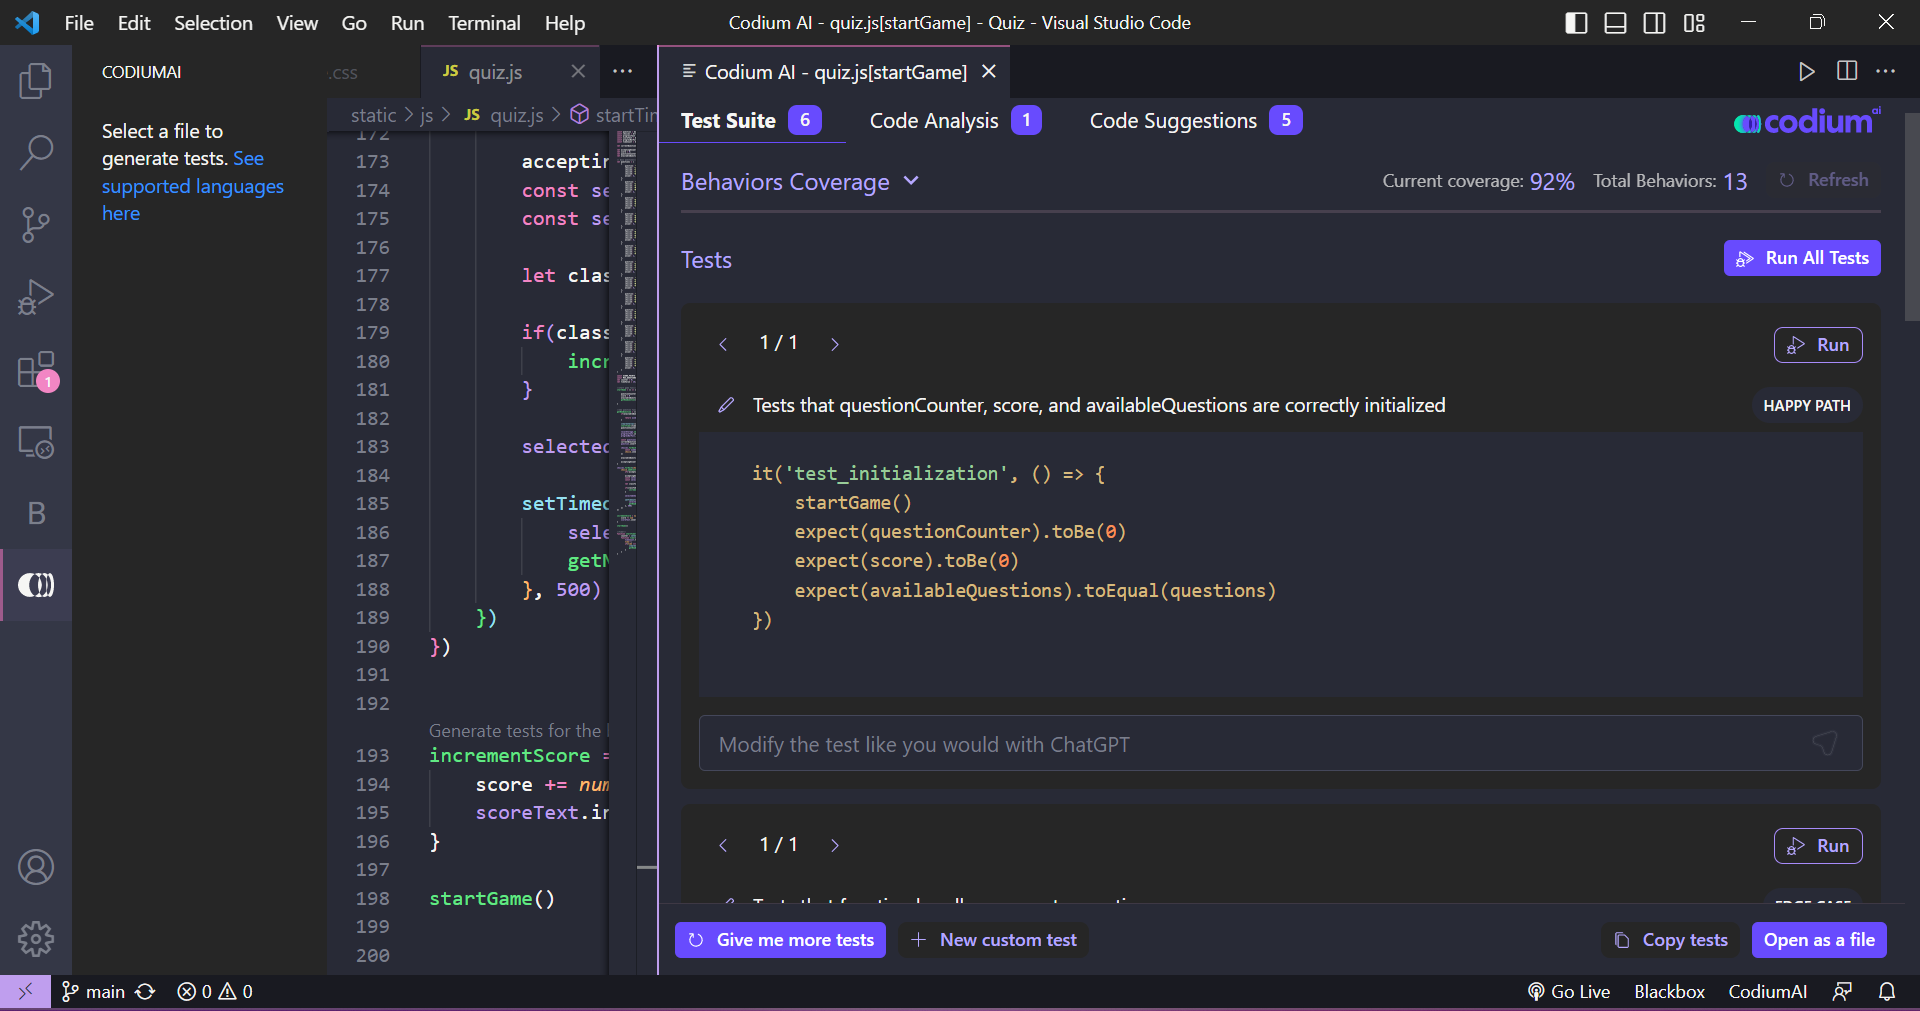 File Edit Selection View Go Run Terminal Help
Codium AI - quiz.js[startGame] - Quiz - Visual Studio Code
CODIUMAI
Select a file to
generate tests. See
supported languages
here
1
B
.css
JS quiz.js
static > js > JS quiz.js > startTim
172
173 acceptin
174 const se
175 const se
176
177 let clas
178
179 if(class
180 incr
181 }
182
183 selected
184
185 setTimeo
186 sele
187 getN
188 }, 500)
189 })
190 })
191
192
Generate tests for the
193 incrementScore =
194 score += num
195 scoreText.in
196 }
197
198 startGame()
199
200
Codium AI - quiz.js[startGame]
Test Suite 6 Code Analysis 1 Code Suggestions 5
codium ai
Behaviors Coverage
Current coverage: 92% Total Behaviors: 13 Refresh
Tests
Run All Tests
1 / 1
Run
Tests that questionCounter, score, and availableQuestions are correctly initialized
HAPPY PATH
it('test_initialization', () => {
startGame()
expect(questionCounter).toBe(0)
expect(score).toBe(0)
expect(availableQuestions).toEqual(questions)
})
Modify the test like you would with ChatGPT
1 / 1
Run
EDGE CASE
Give me more tests
New custom test
Copy tests
Open as a file
main 0 0
Go Live Blackbox CodiumAI